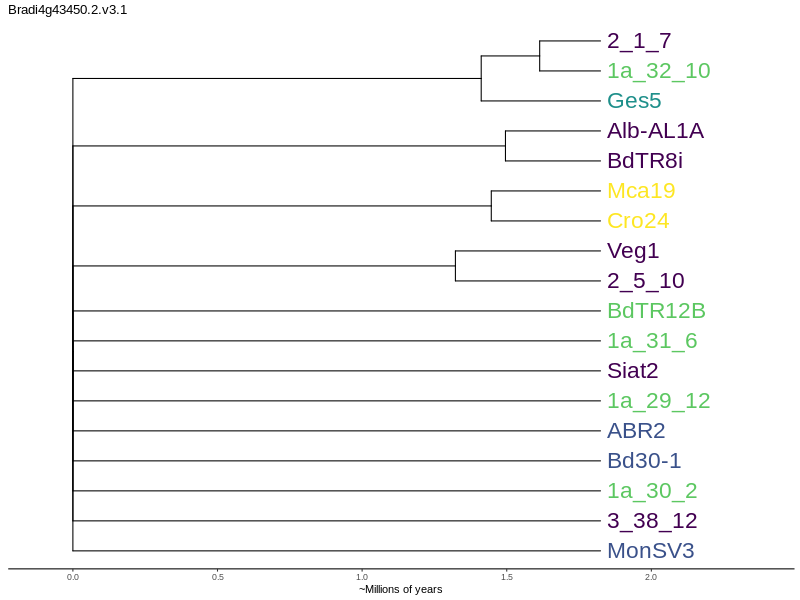 Bradi4g43450.2.v3.1
2_1_7
1a_32_10
Ges5
Alb-AL1A
BdTR8i
Mca19
Cro24
Veg1
2_5_10
BdTR12B
1a_31_6
Siat2
1a_29_12
ABR2
Bd30-1
1a_30_2
3_38_12
MonSV3
0.0 0.5 1.0 1.5 2.0
~Millions of years